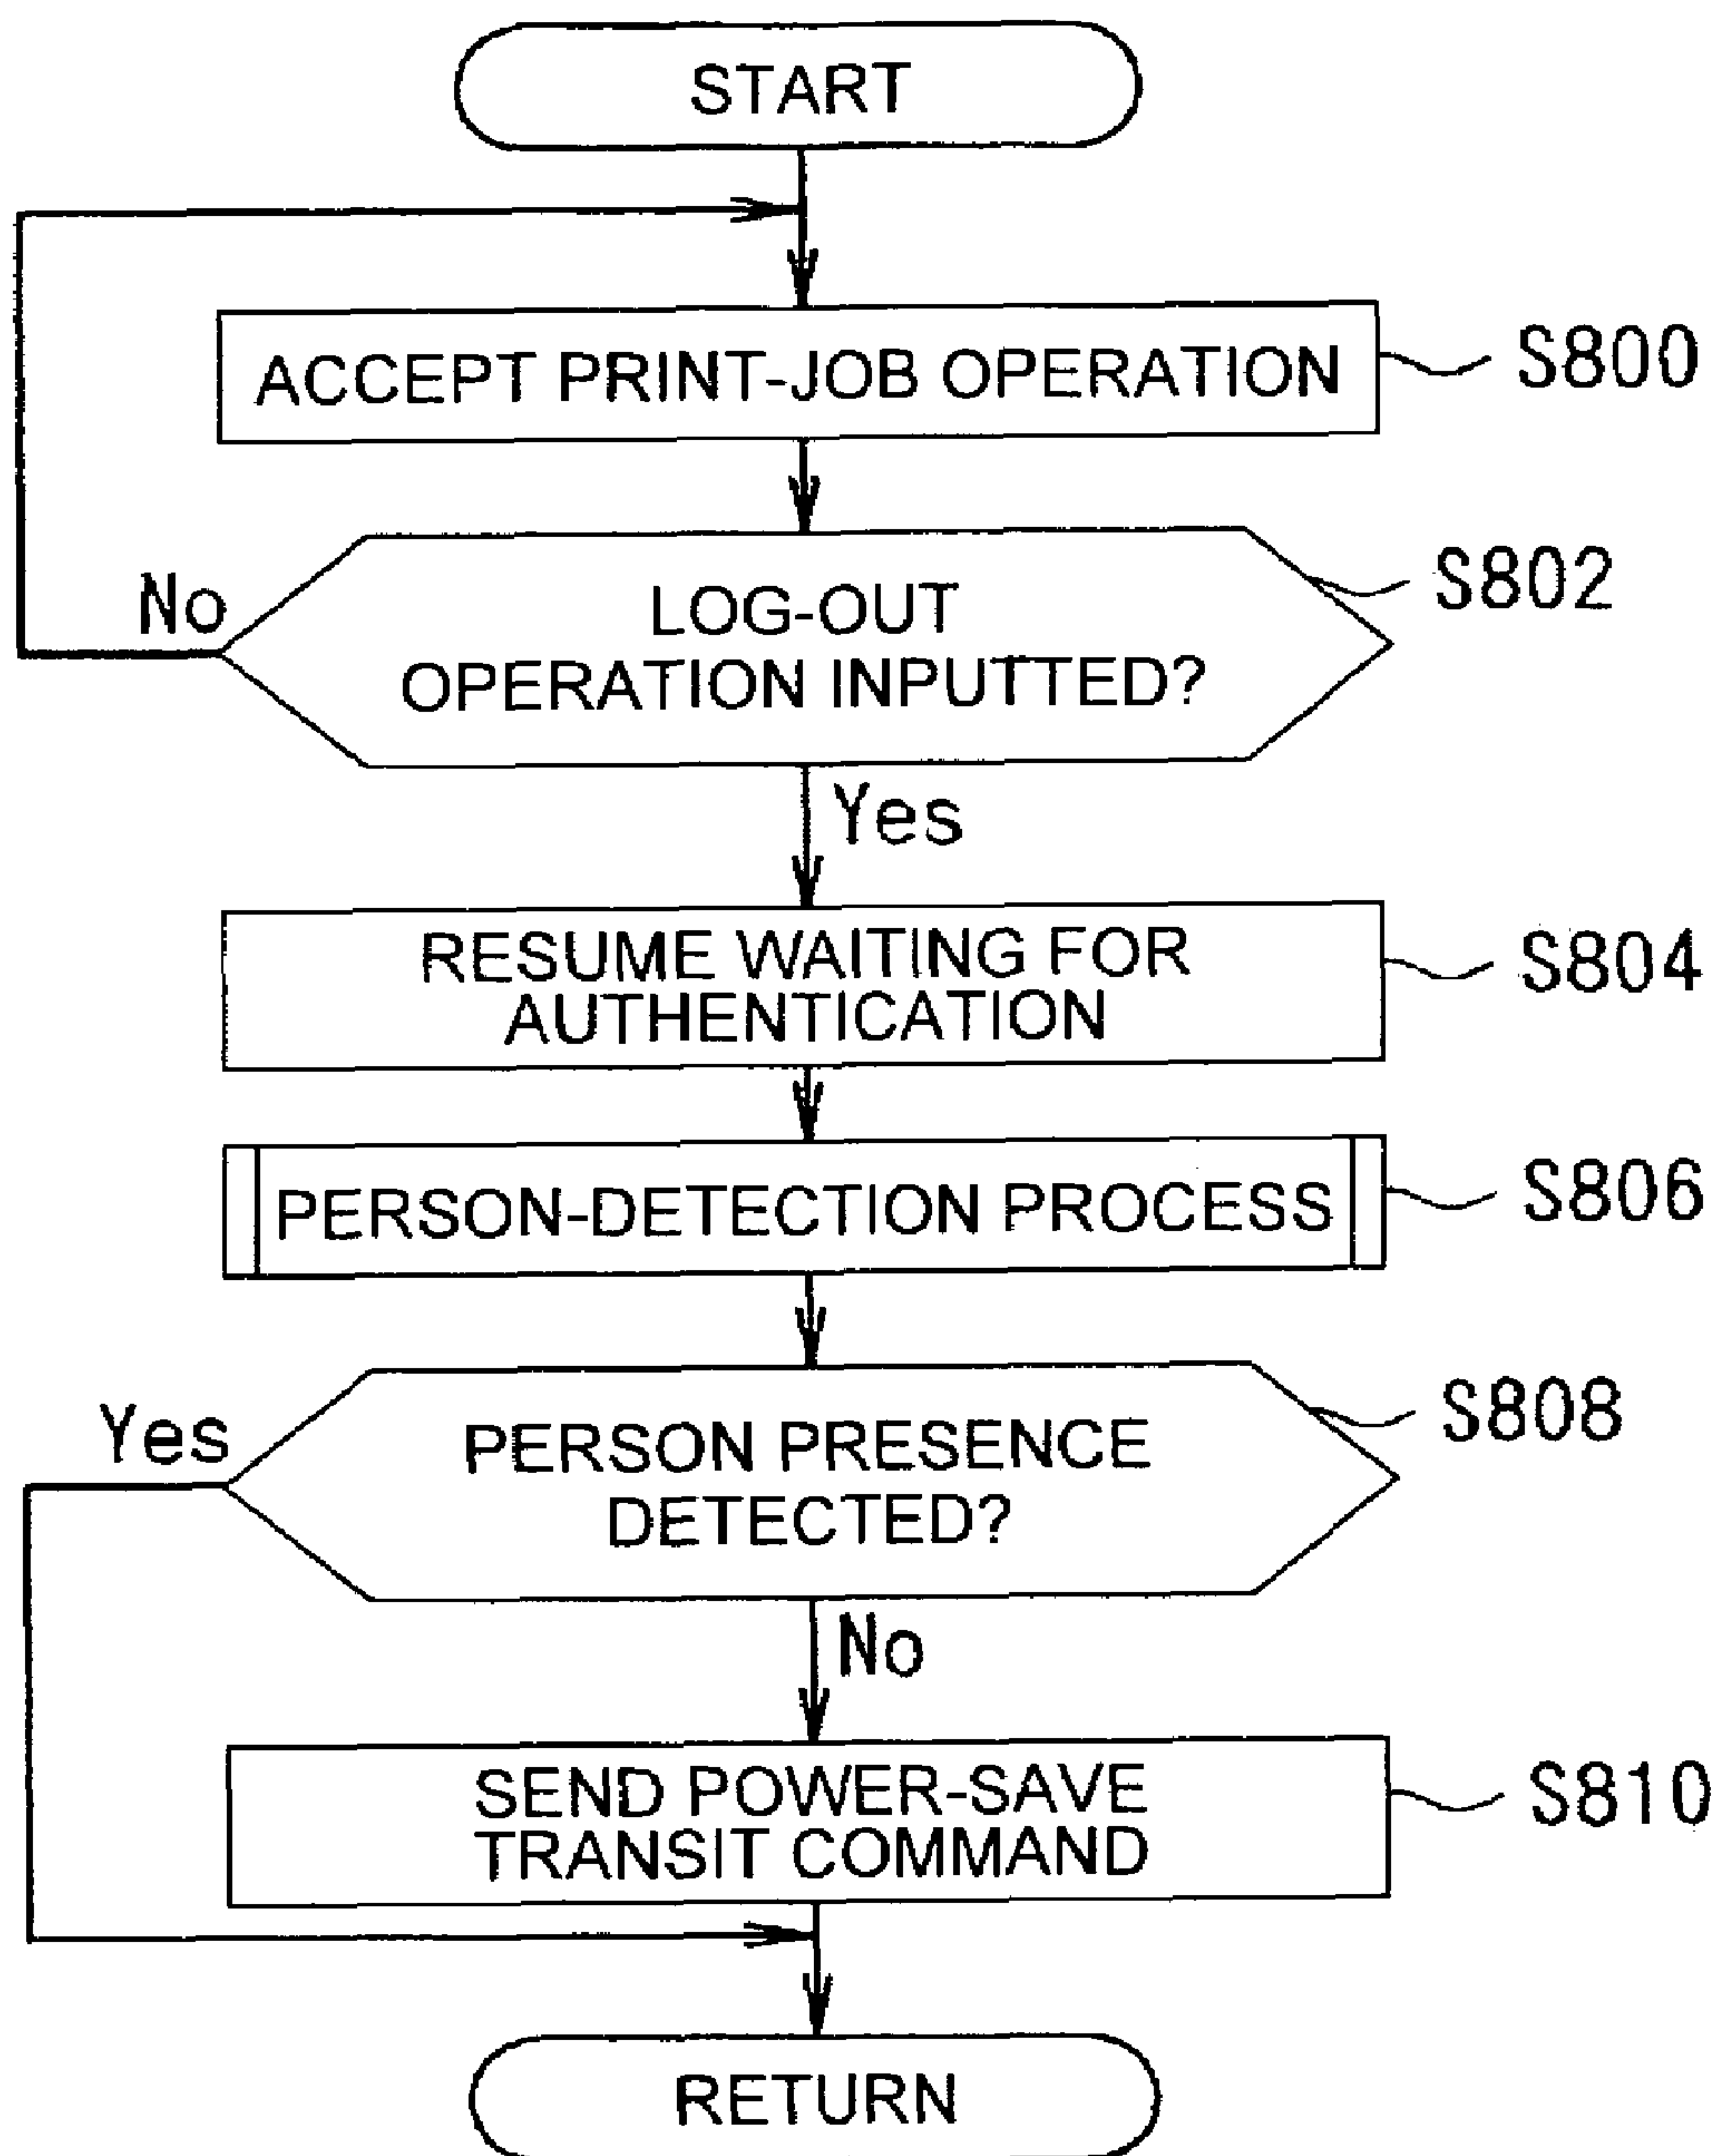 START
ACCEPT PRINT-JOB OPERATION
S800
LOG-OUT
OPERATION INPUTTED?
S802
No
Yes
RESUME WAITING FOR
AUTHENTICATION
S804
PERSON-DETECTION PROCESS
S806
PERSON PRESENCE
DETECTED?
S808
Yes
No
SEND POWER-SAVE
TRANSIT COMMAND
S810
RETURN